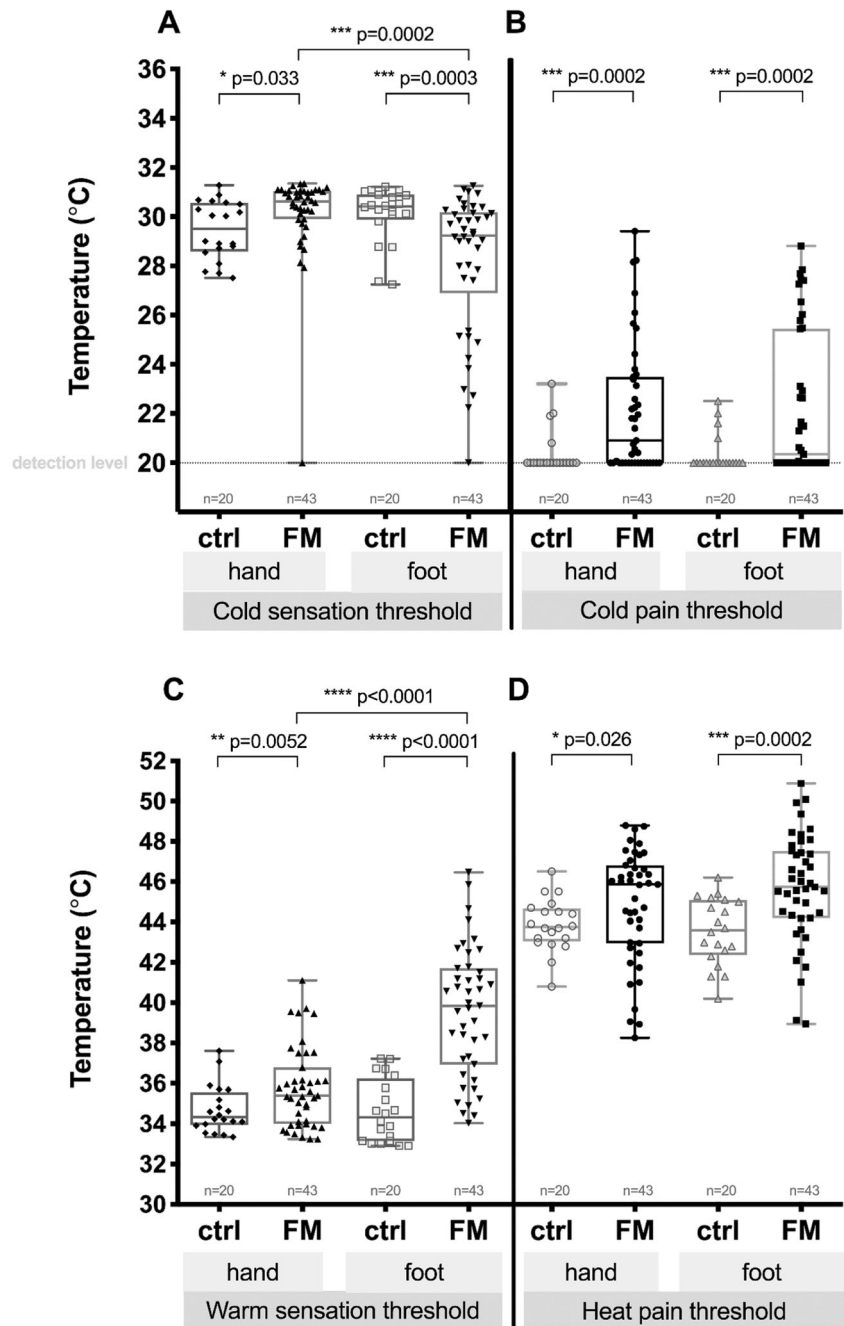 A
B
*** p=0.0002
* p=0.033
*** p=0.0003
*** p=0.0002
*** p=0.0002
36
34
32
30
28
26
24
22
20
Temperature (°C)
detection level
n=20
n=43
n=20
n=43
n=20
n=43
n=20
n=43
ctrl
FM
ctrl
FM
ctrl
FM
ctrl
FM
hand
foot
hand
foot
Cold sensation threshold
Cold pain threshold
C
D
**** p<0.0001
** p=0.0052
**** p<0.0001
* p=0.026
*** p=0.0002
52
50
48
46
44
42
40
38
36
34
32
30
Temperature (°C)
n=20
n=43
n=20
n=43
n=20
n=43
n=20
n=43
ctrl
FM
ctrl
FM
ctrl
FM
ctrl
FM
hand
foot
hand
foot
Warm sensation threshold
Heat pain threshold